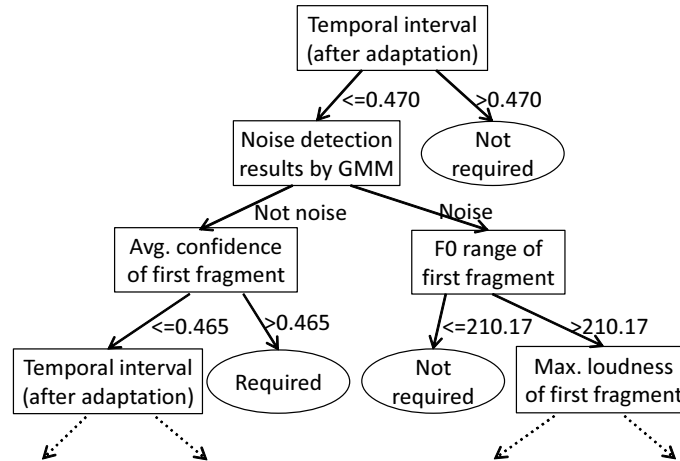 Temporal interval
(after adaptation)
<=0.470
>0.470
Noise detection
results by GMM
Not
required
Not noise
Noise
Avg. confidence
of first fragment
F0 range of
first fragment
<=0.465
>0.465
<=210.17
>210.17
Temporal interval
(after adaptation)
Required
Not
required
Max. loudness
of first fragment